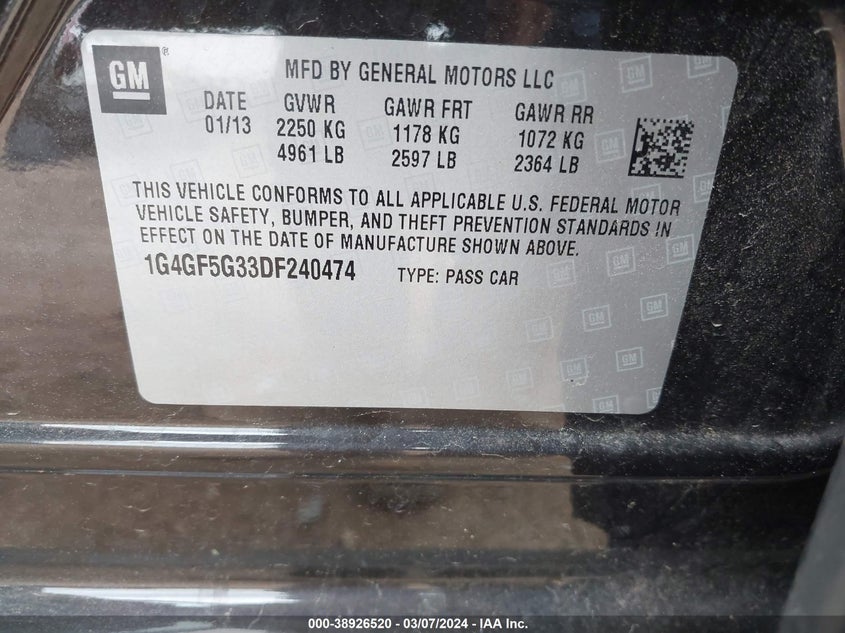 GM ®
MFD BY GENERAL MOTORS LLC
DATE GVWR GAWR FRT GAWR RR
01/13 2250 KG 1178 KG 1072 KG
4961 LB 2597 LB 2364 LB
THIS VEHICLE CONFORMS TO ALL APPLICABLE U.S. FEDERAL MOTOR
VEHICLE SAFETY, BUMPER, AND THEFT PREVENTION STANDARDS IN
EFFECT ON THE DATE OF MANUFACTURE SHOWN ABOVE.
1G4GF5G33DF240474 TYPE: PASS CAR
000-38926520 - 03/07/2024 - IAA Inc.